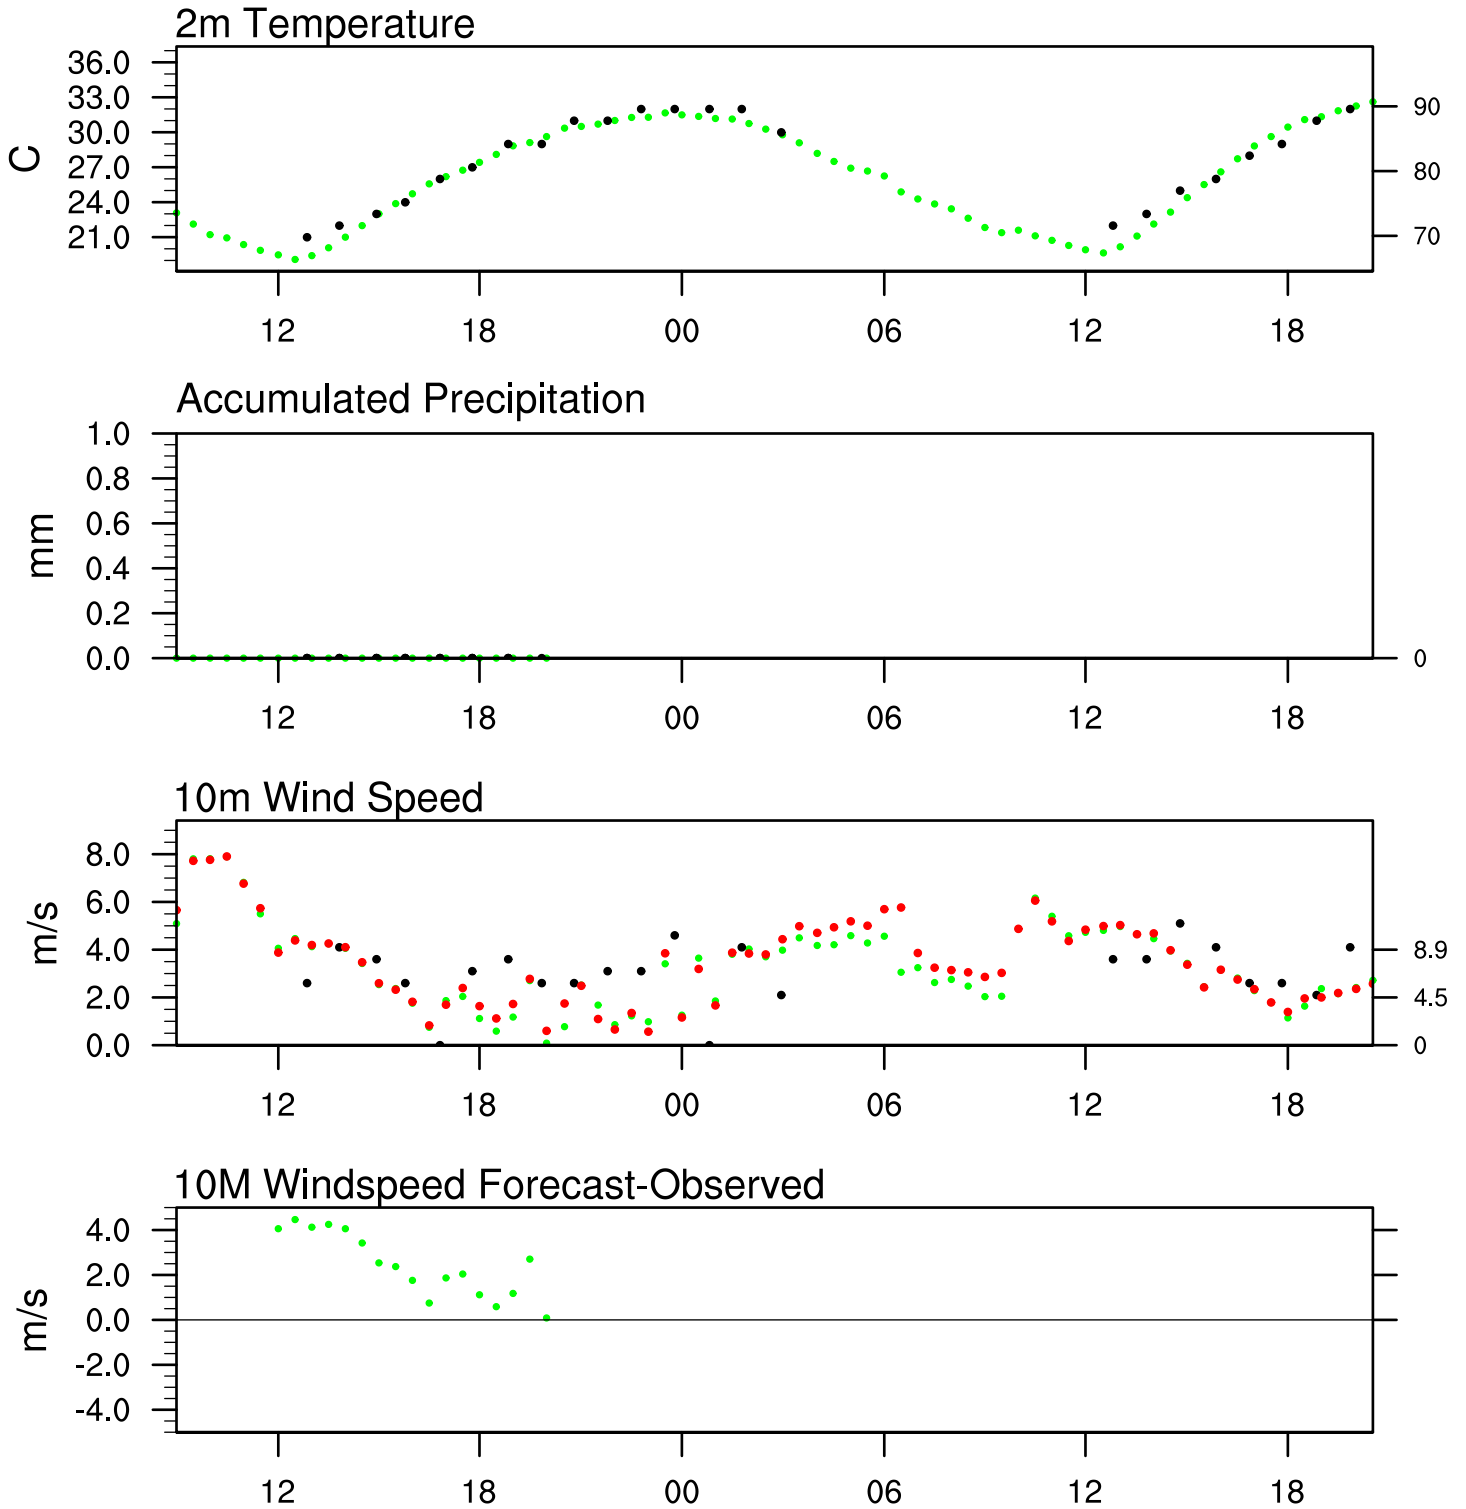 2m Temperature
36.0
33.0
30.0
27.0
24.0
21.0
C
90
80
70
12 18 00 06 12 18
Accumulated Precipitation
1.0
0.8
0.6
0.4
0.2
0.0
mm
0
12 18 00 06 12 18
10m Wind Speed
8.0
6.0
4.0
2.0
0.0
m/s
8.9
4.5
0
12 18 00 06 12 18
10M Windspeed Forecast-Observed
4.0
2.0
0.0
-2.0
-4.0
m/s
12 18 00 06 12 18